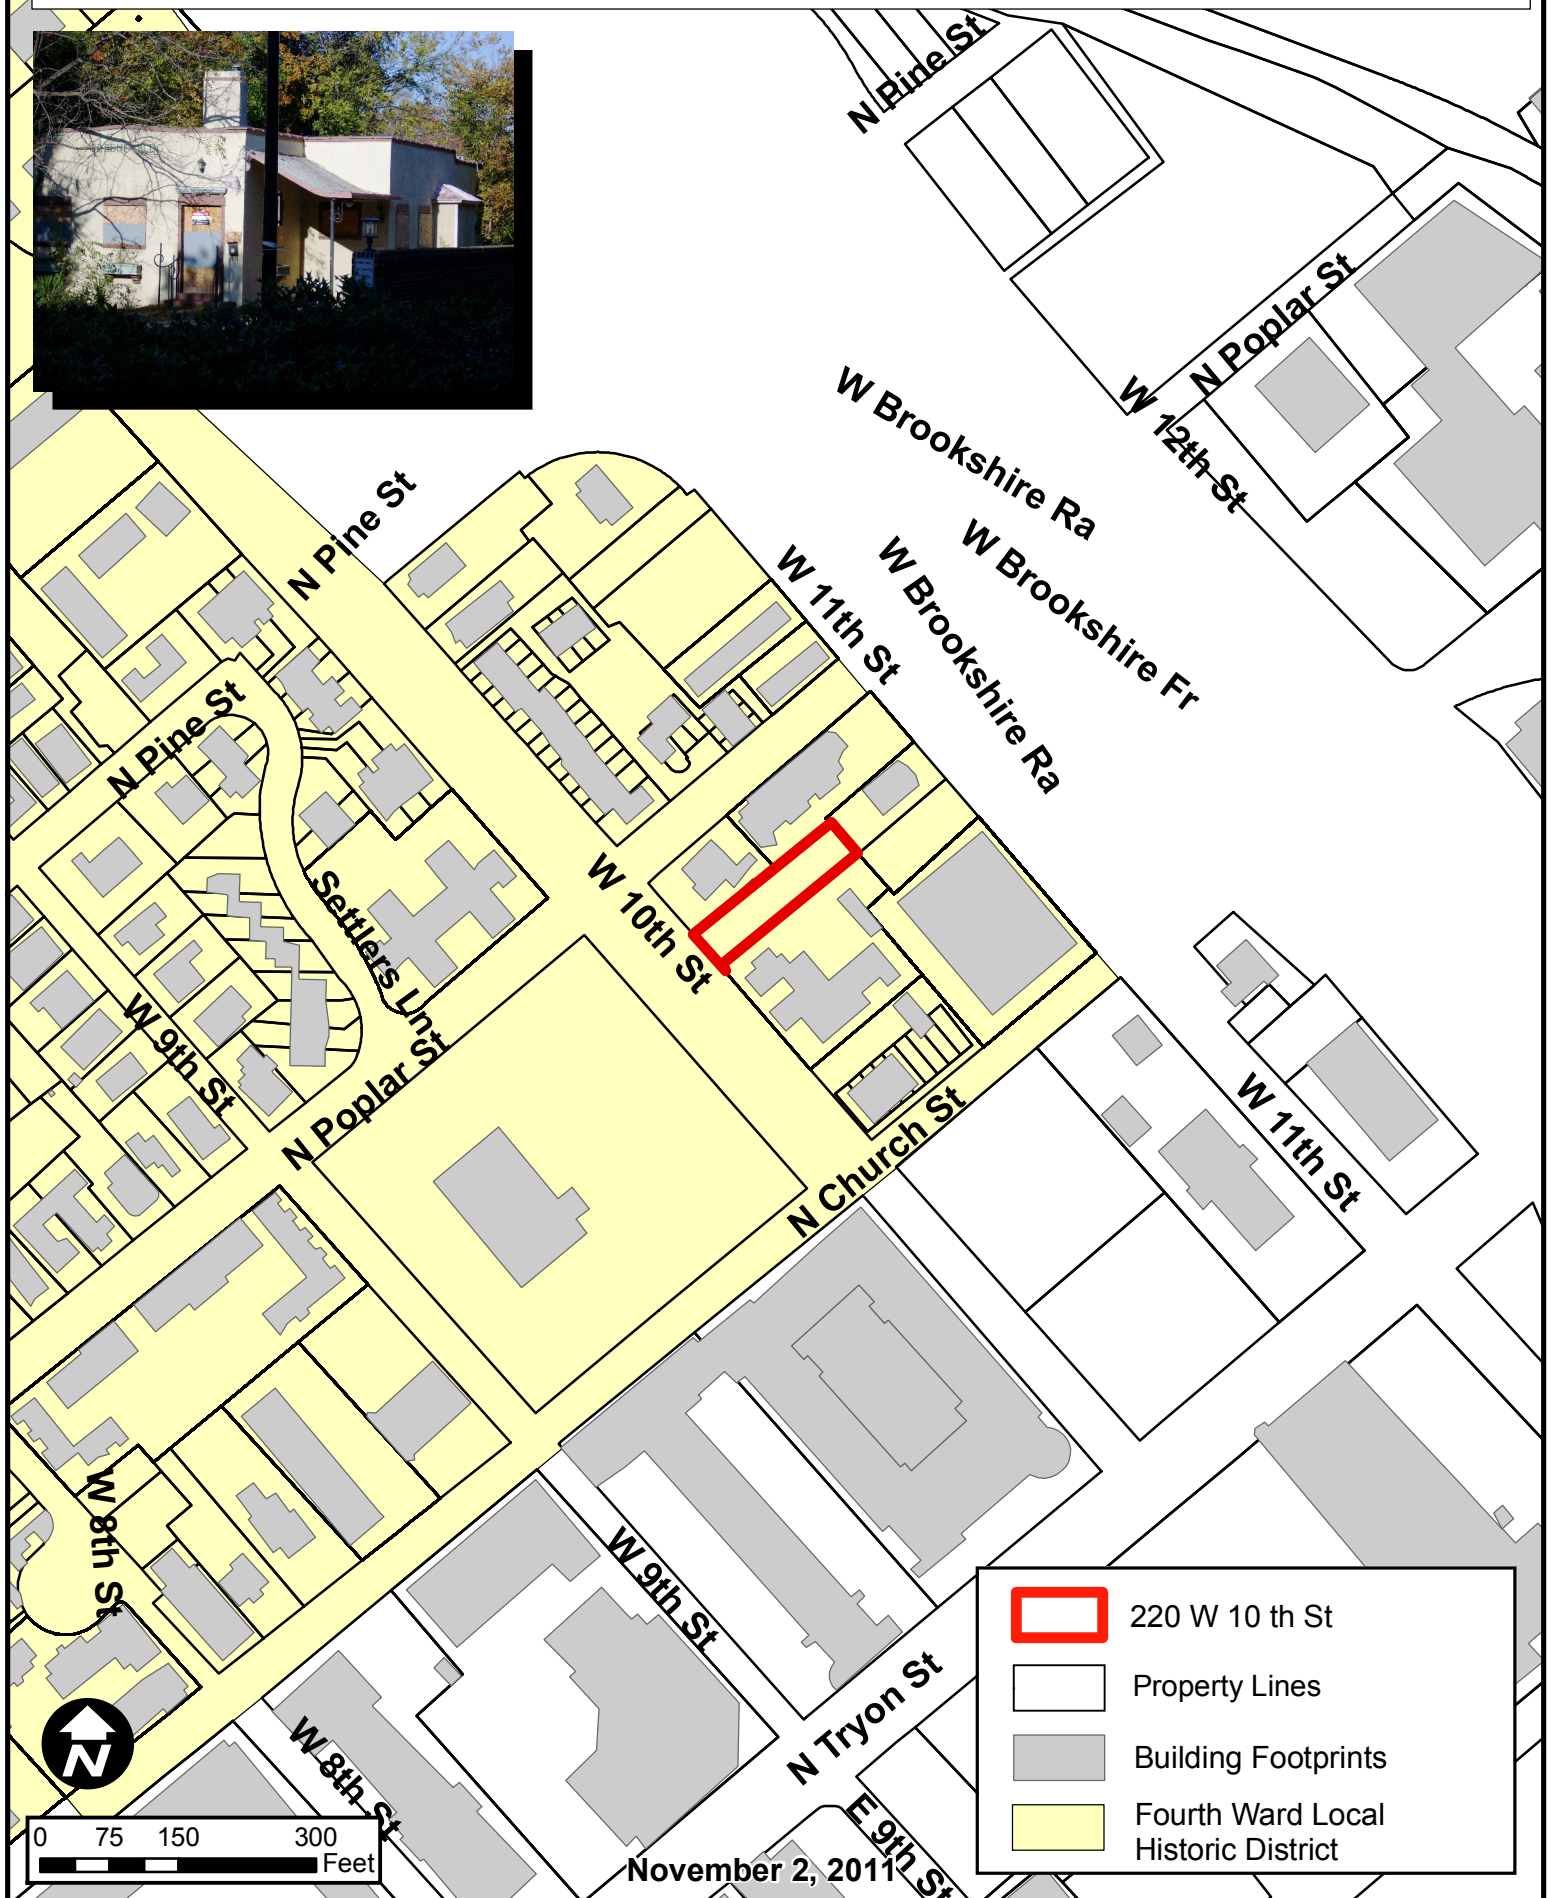 N Pine St
N Poplar St
W Brookshire Ra
W 12th St
N Pine St
W Brookshire Fr
W 11th St
W Brookshire Ra
N Pine St
W 10th St
Settlers Ln
W 9th St
N Poplar St
N Church St
W 11th St
W 8th St
W 9th St
N Tryon St
W 8th St
E 9th St
220 W 10 th St
Property Lines
Building Footprints
Fourth Ward Local
Historic District
N
0 75 150 300
Feet
November 2, 2011